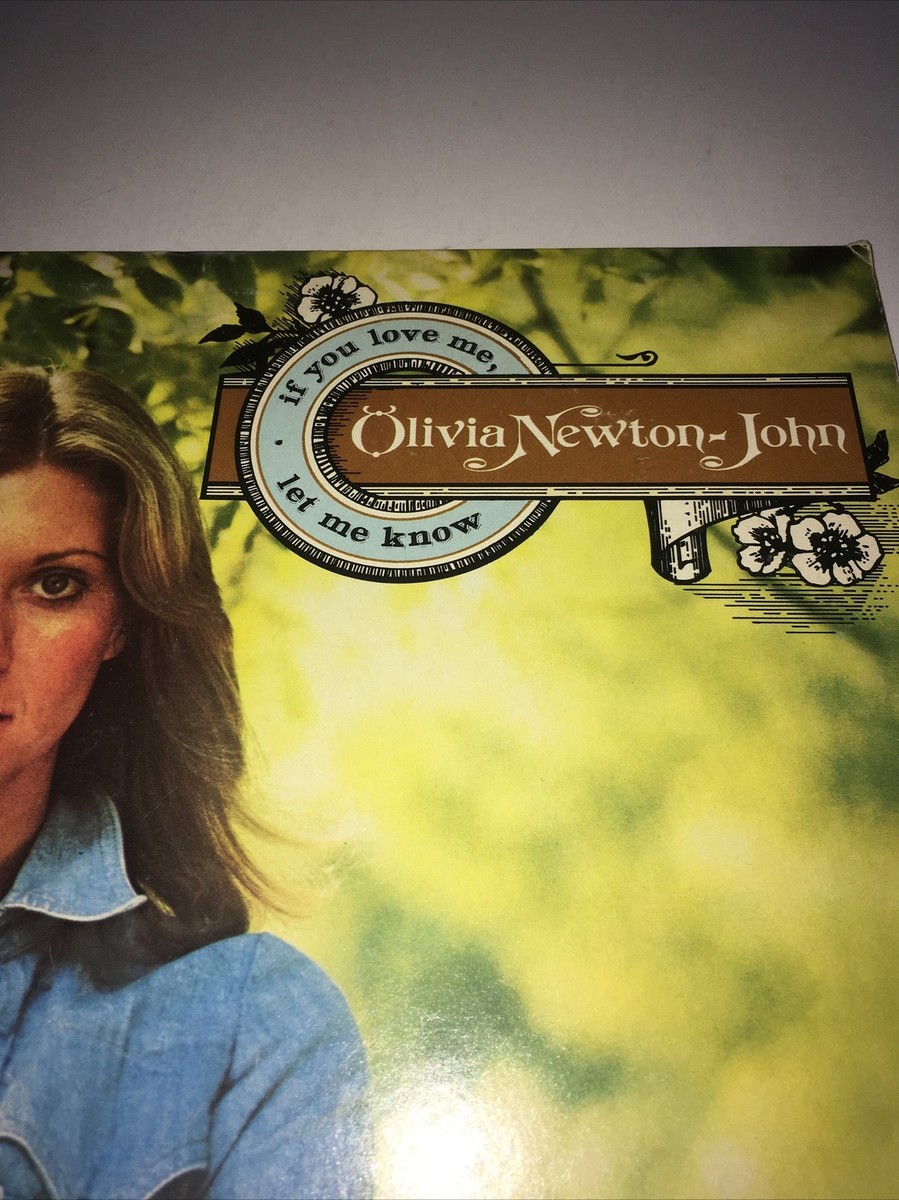 if you love me,
let me know
Olivia Newton-John